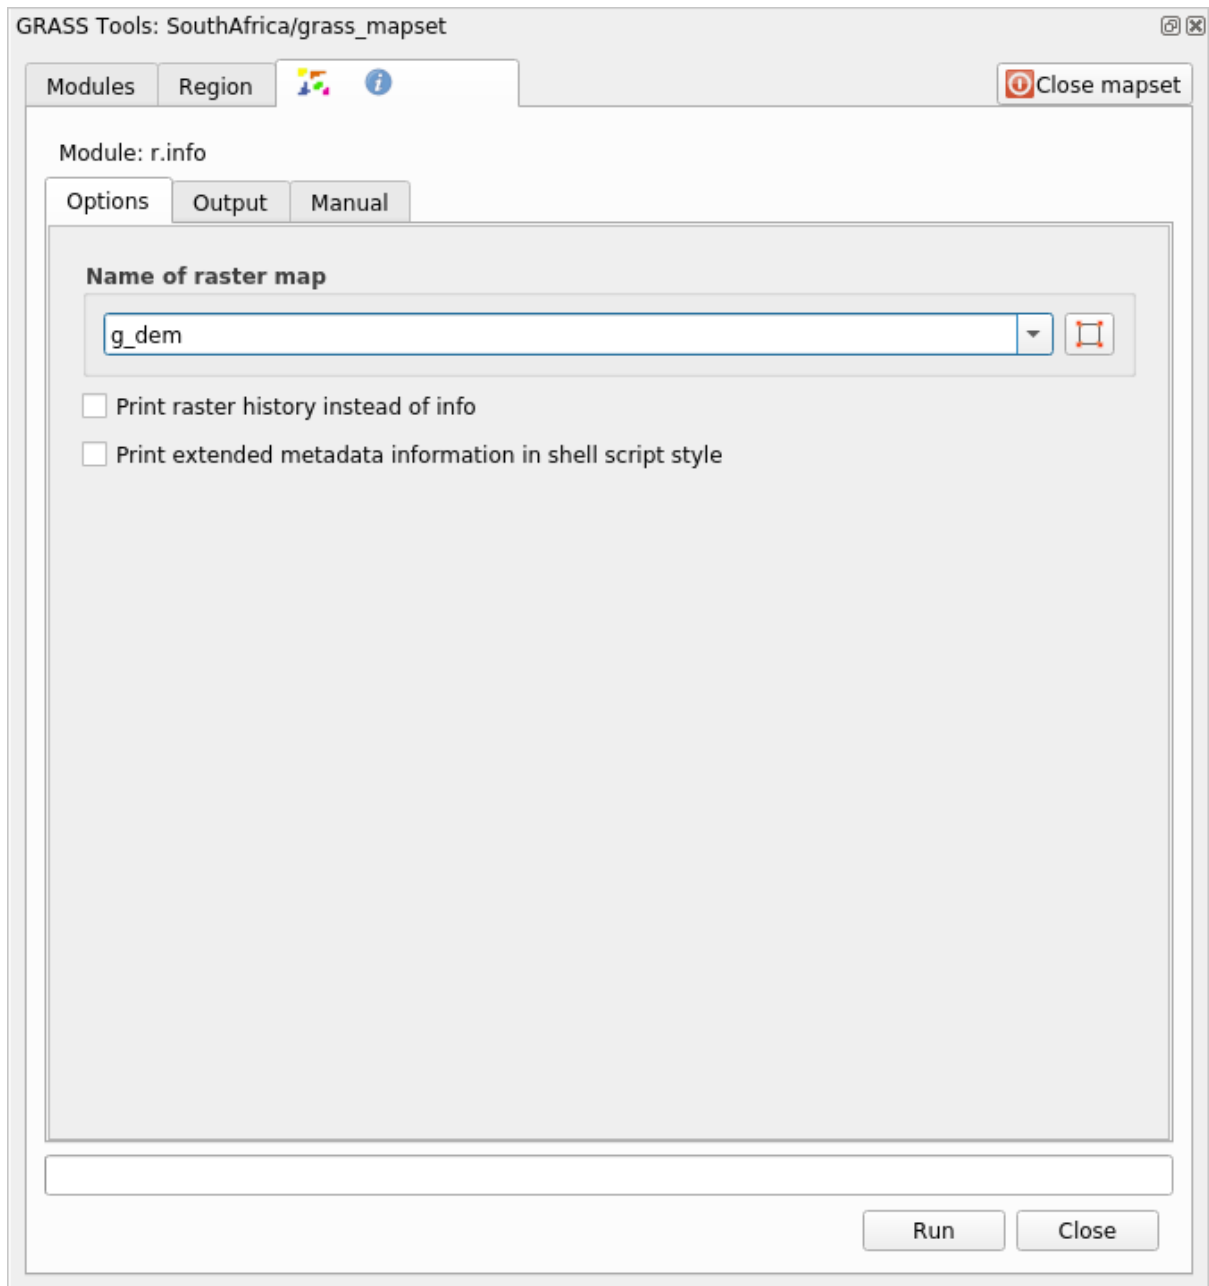 GRASS Tools: SouthAfrica/grass_mapset
Modules Region Close mapset
Module: r.info
Options Output Manual
Name of raster map
g_dem
Print raster history instead of info
Print extended metadata information in shell script style
Run Close